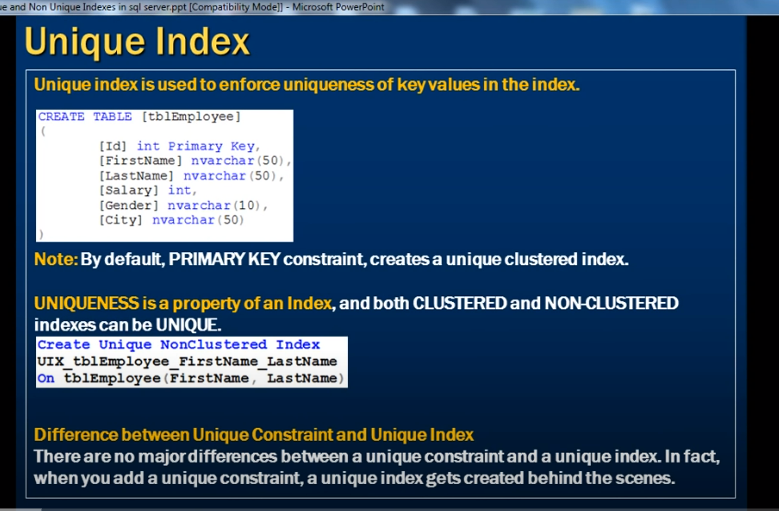 ue and Non Unique Indexes in sql server.ppt [Compatibility Mode]] - Microsoft PowerPoint
Unique Index
Unique index is used to enforce uniqueness of key values in the index.
CREATE TABLE [tblEmployee]
(
[Id] int Primary Key,
[FirstName] nvarchar(50),
[LastName] nvarchar(50),
[Salary] int,
[Gender] nvarchar(10),
[City] nvarchar(50)
)
Note: By default, PRIMARY KEY constraint, creates a unique clustered index.
UNIQUENESS is a property of an Index, and both CLUSTERED and NON-CLUSTERED
indexes can be UNIQUE.
Create Unique NonClustered Index
UIX_tblEmployee_FirstName_LastName
On tblEmployee(FirstName, LastName)
Difference between Unique Constraint and Unique Index
There are no major differences between a unique constraint and a unique index. In fact,
when you add a unique constraint, a unique index gets created behind the scenes.